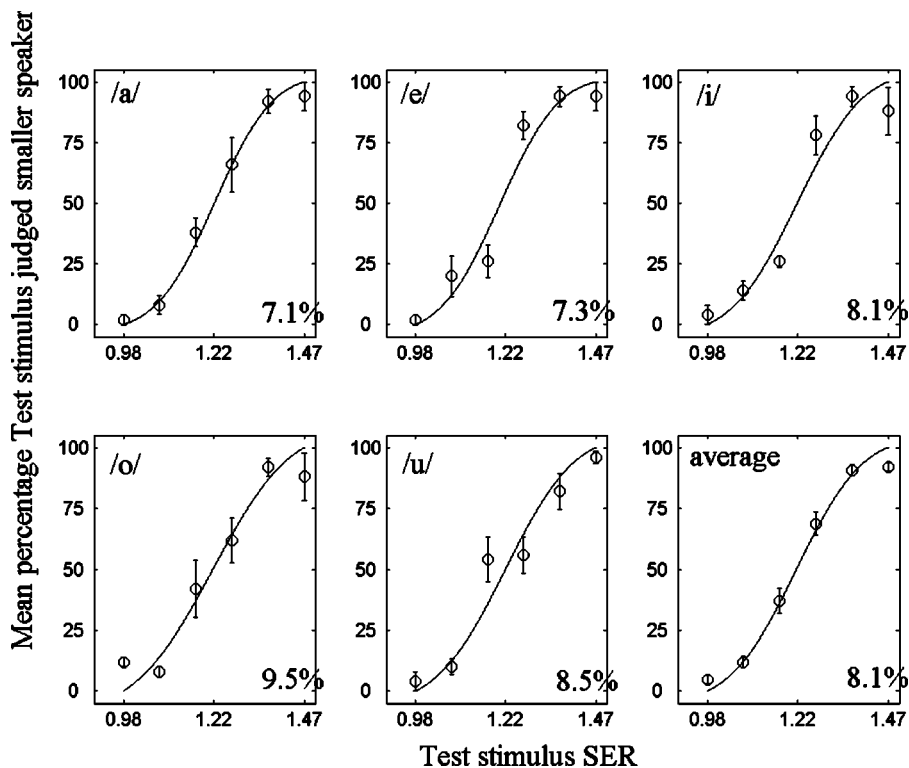 Mean percentage Test stimulus judged smaller speaker
/a/
100
75
50
25
0
7.1%
0.98 1.22 1.47
/e/
100
75
50
25
0
7.3%
0.98 1.22 1.47
/i/
100
75
50
25
0
8.1%
0.98 1.22 1.47
/o/
100
75
50
25
0
9.5%
0.98 1.22 1.47
/u/
100
75
50
25
0
8.5%
0.98 1.22 1.47
average
100
75
50
25
0
8.1%
0.98 1.22 1.47
Test stimulus SER